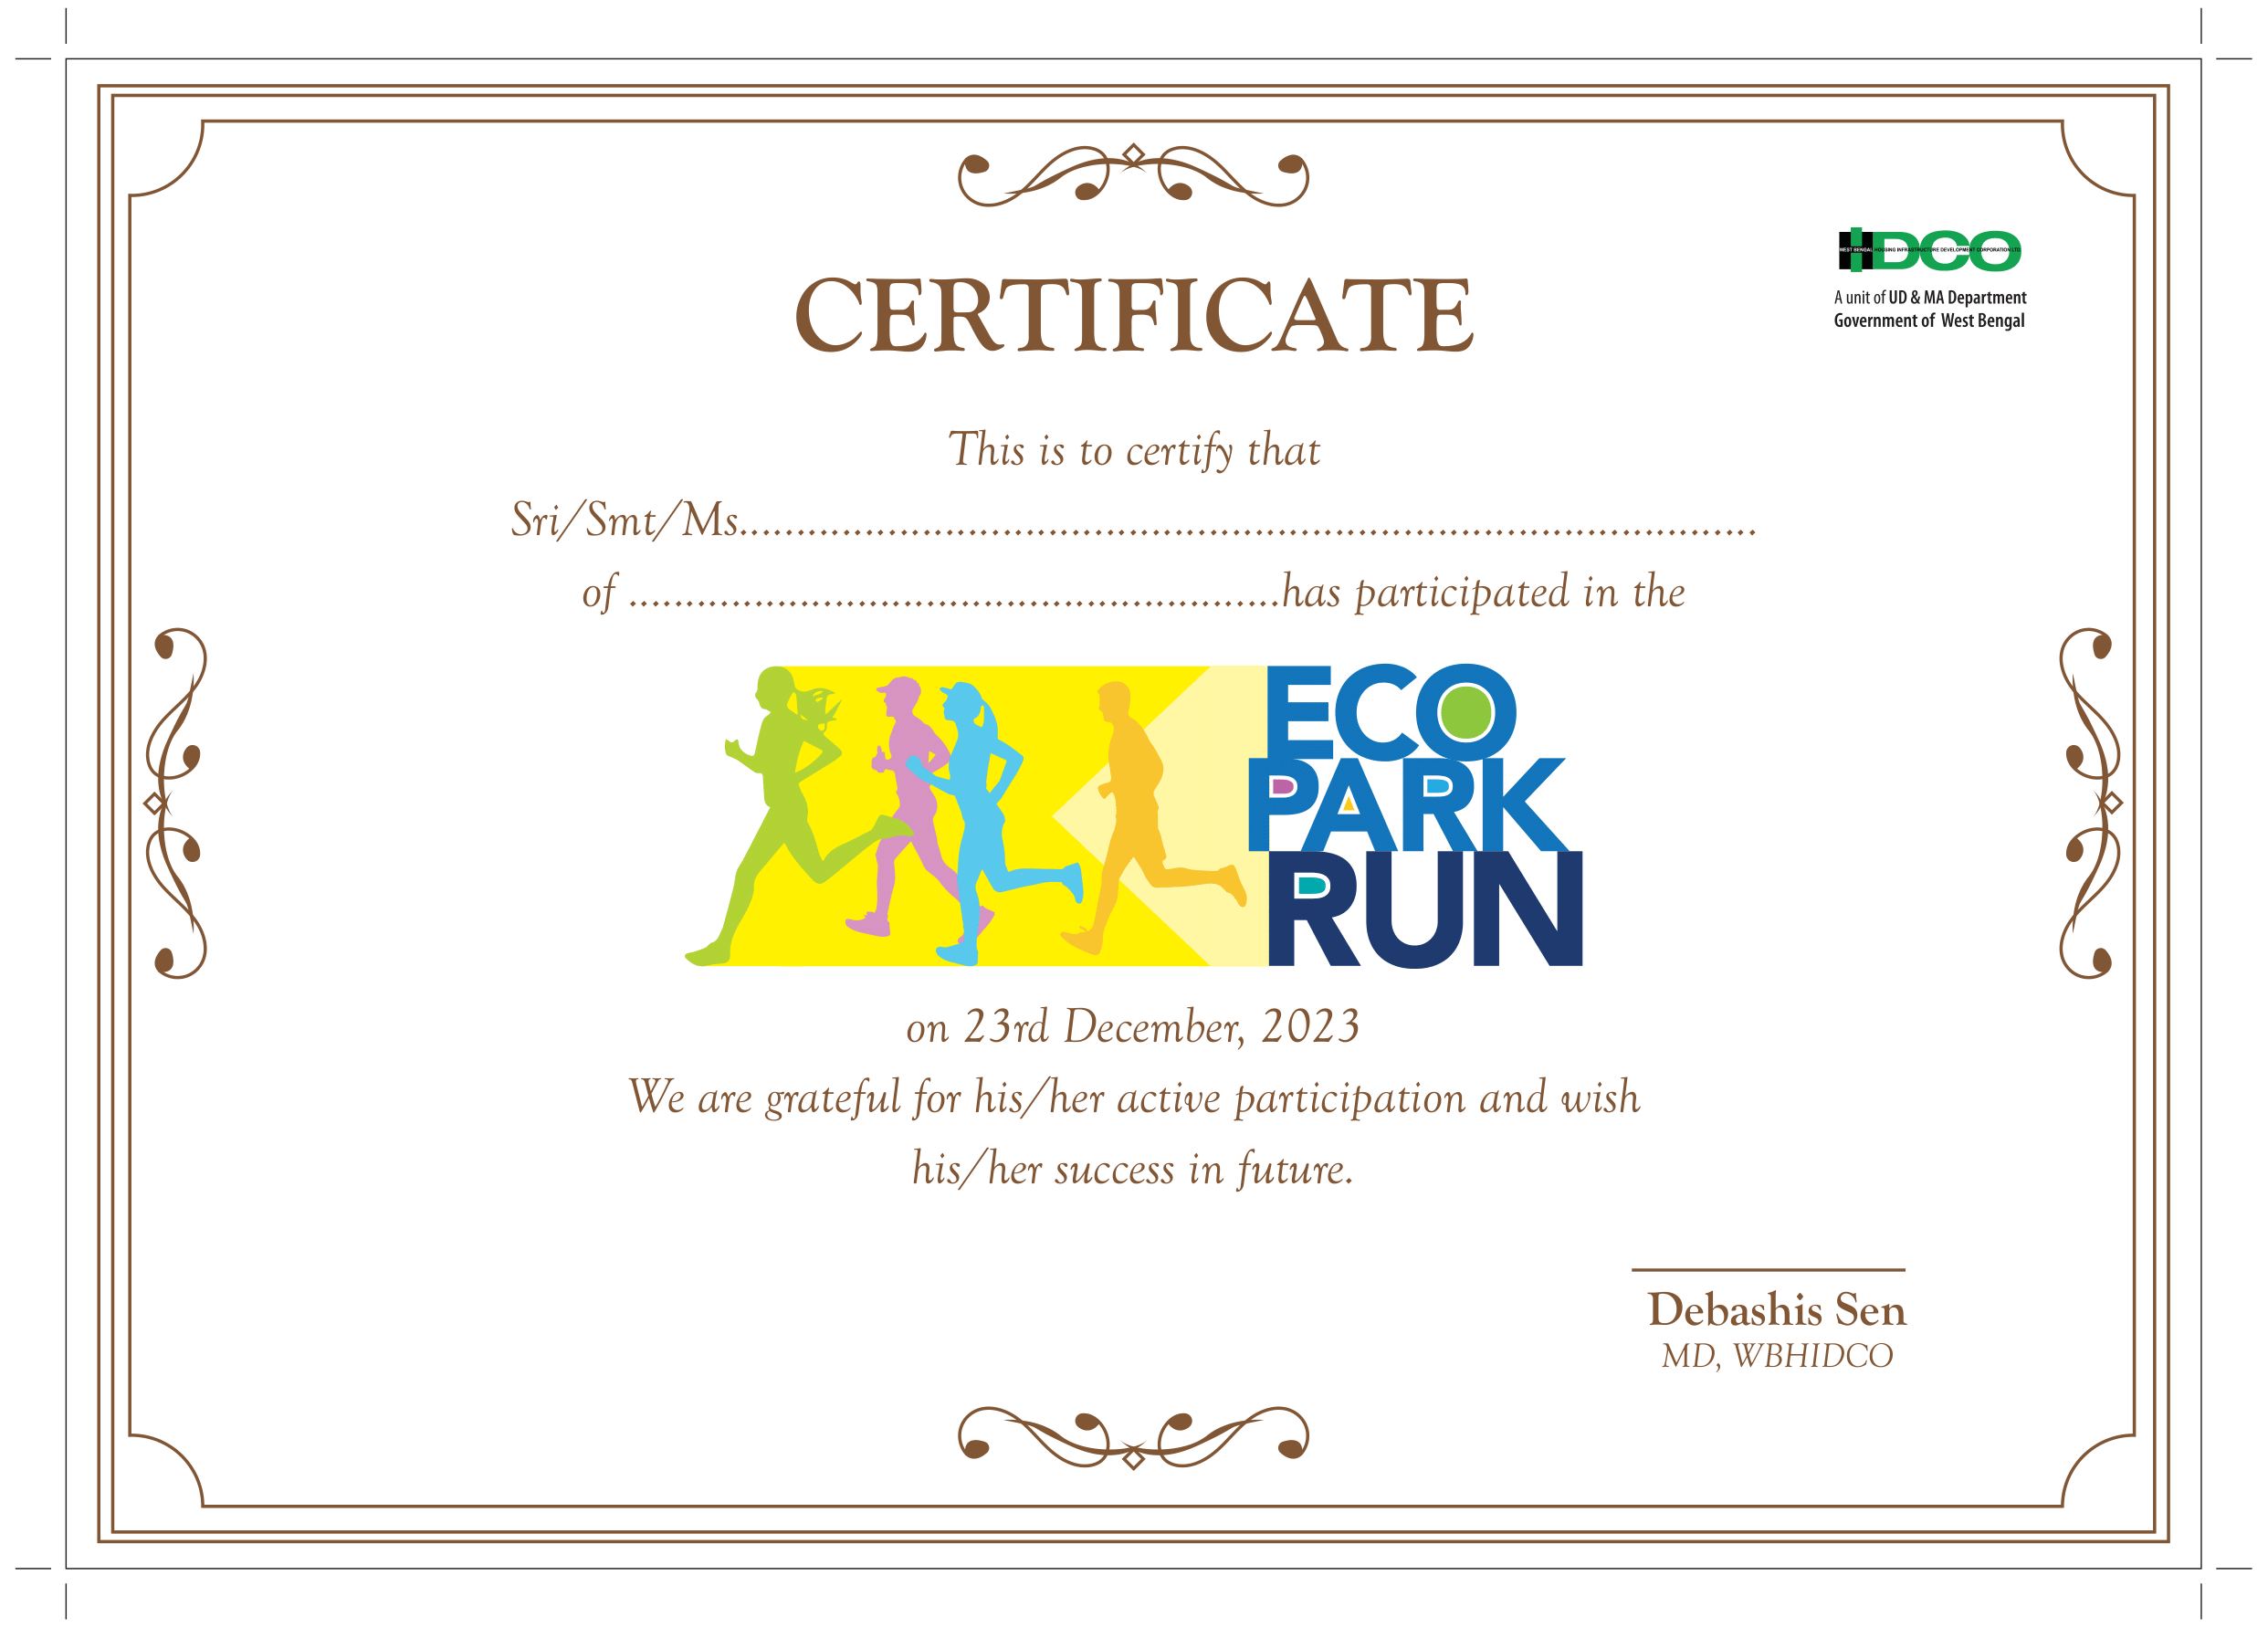 HIDCO
WEST BENGAL HOUSING INFRASTRUCTURE DEVELOPMENT CORPORATION LTD
A unit of UD & MA Department
Government of West Bengal
CERTIFICATE
This is to certify that
Sri/Smt/Ms.........................................................................................
of .........................................................has participated in the
ECO
PARK
RUN
on 23rd December, 2023
We are grateful for his/her active participation and wish
his/her success in future.
Debashis Sen
MD, WBHIDCO